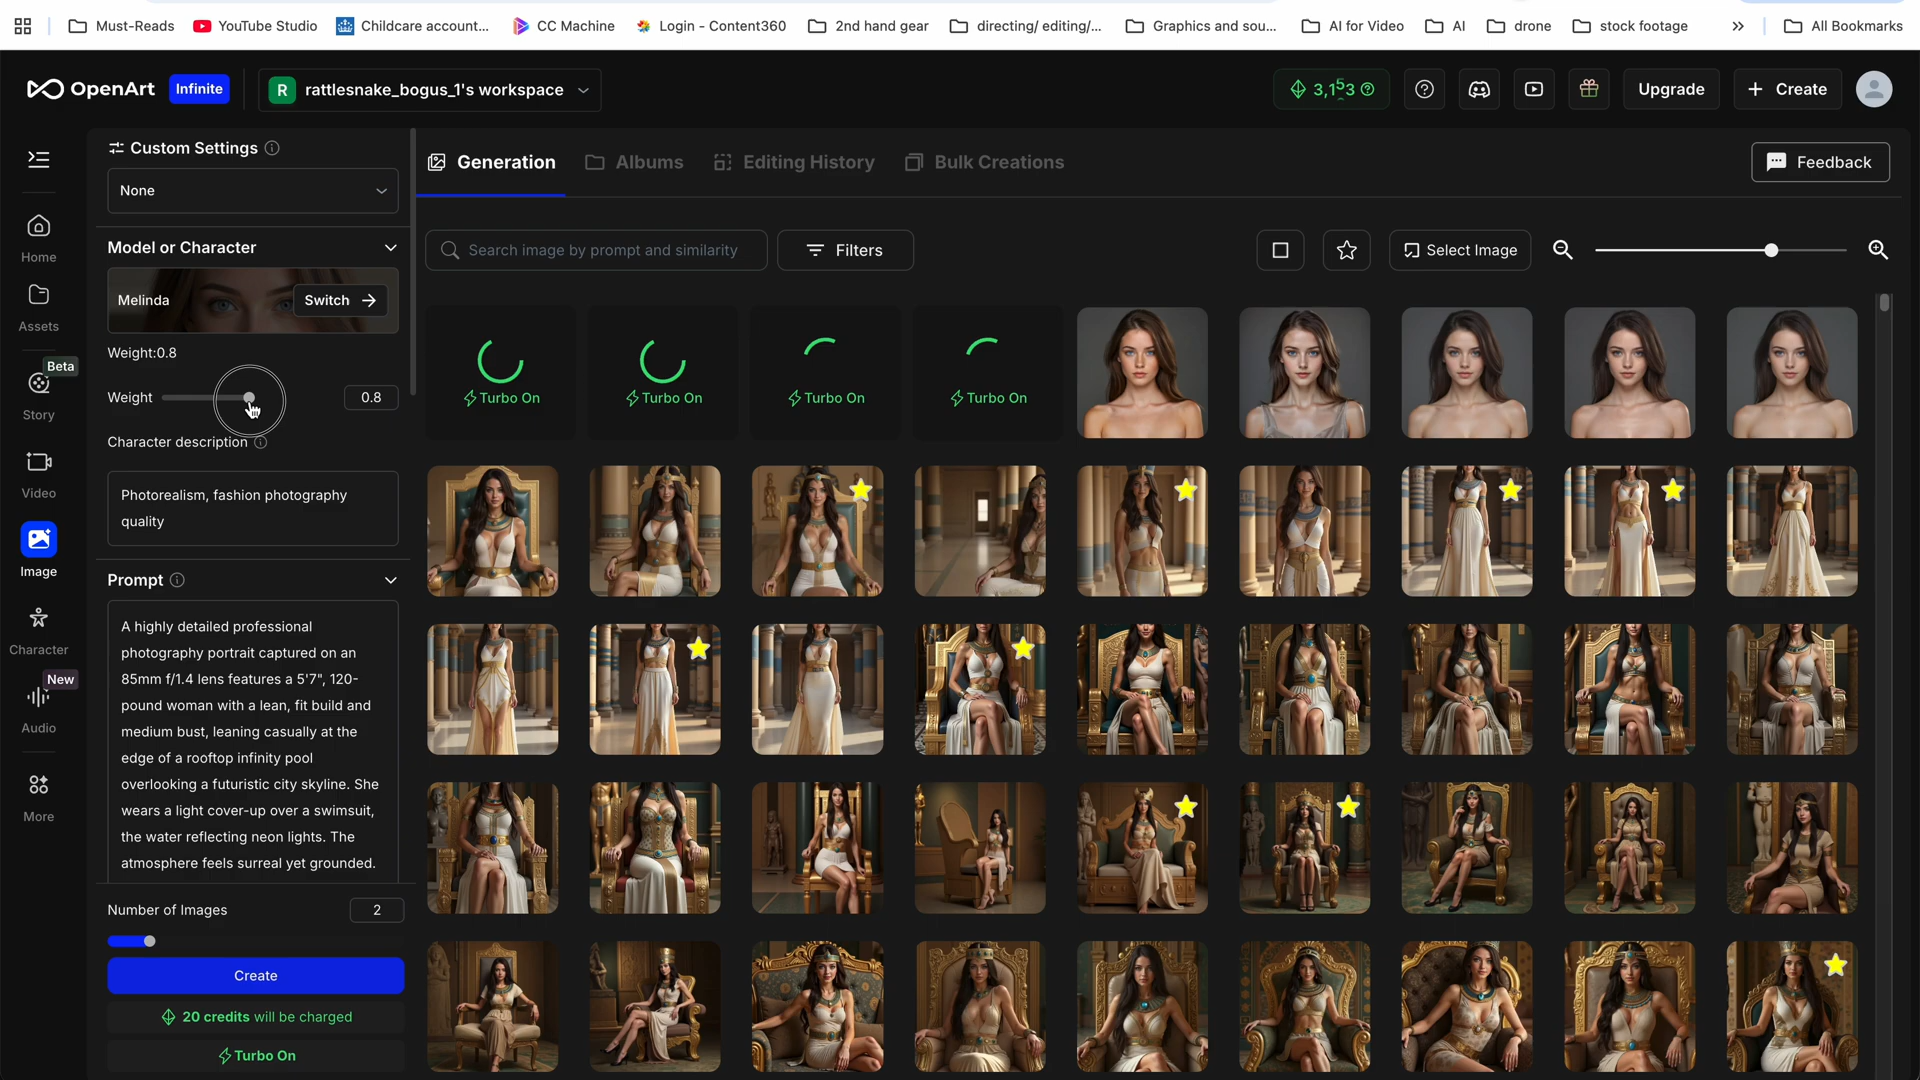 Must-Reads
YouTube Studio
Childcare account...
CC Machine
Login - Content360
2nd hand gear
directing/ editing/...
Graphics and sou...
AI for Video
AI
drone
stock footage
All Bookmarks
OpenArt
Infinite
R
rattlesnake_bogus_1's workspace
3,153
Upgrade
+ Create
Custom Settings
None
Model or Character
Melinda
Switch →
Weight:0.8
Weight
0.8
Character description
Photorealism, fashion photography
quality
Prompt
A highly detailed professional
photography portrait captured on an
85mm f/1.4 lens features a 5'7", 120-
pound woman with a lean, fit build and
medium bust, leaning casually at the
edge of a rooftop infinity pool
overlooking a futuristic city skyline. She
wears a light cover-up over a swimsuit,
the water reflecting neon lights. The
atmosphere feels surreal yet grounded.
Number of Images
2
Create
20 credits will be charged
Turbo On
Home
Assets
Beta
Story
Video
Image
Character
New
Audio
More
Generation
Albums
Editing History
Bulk Creations
Feedback
Search image by prompt and similarity
Filters
Select Image
Turbo On
Turbo On
Turbo On
Turbo On